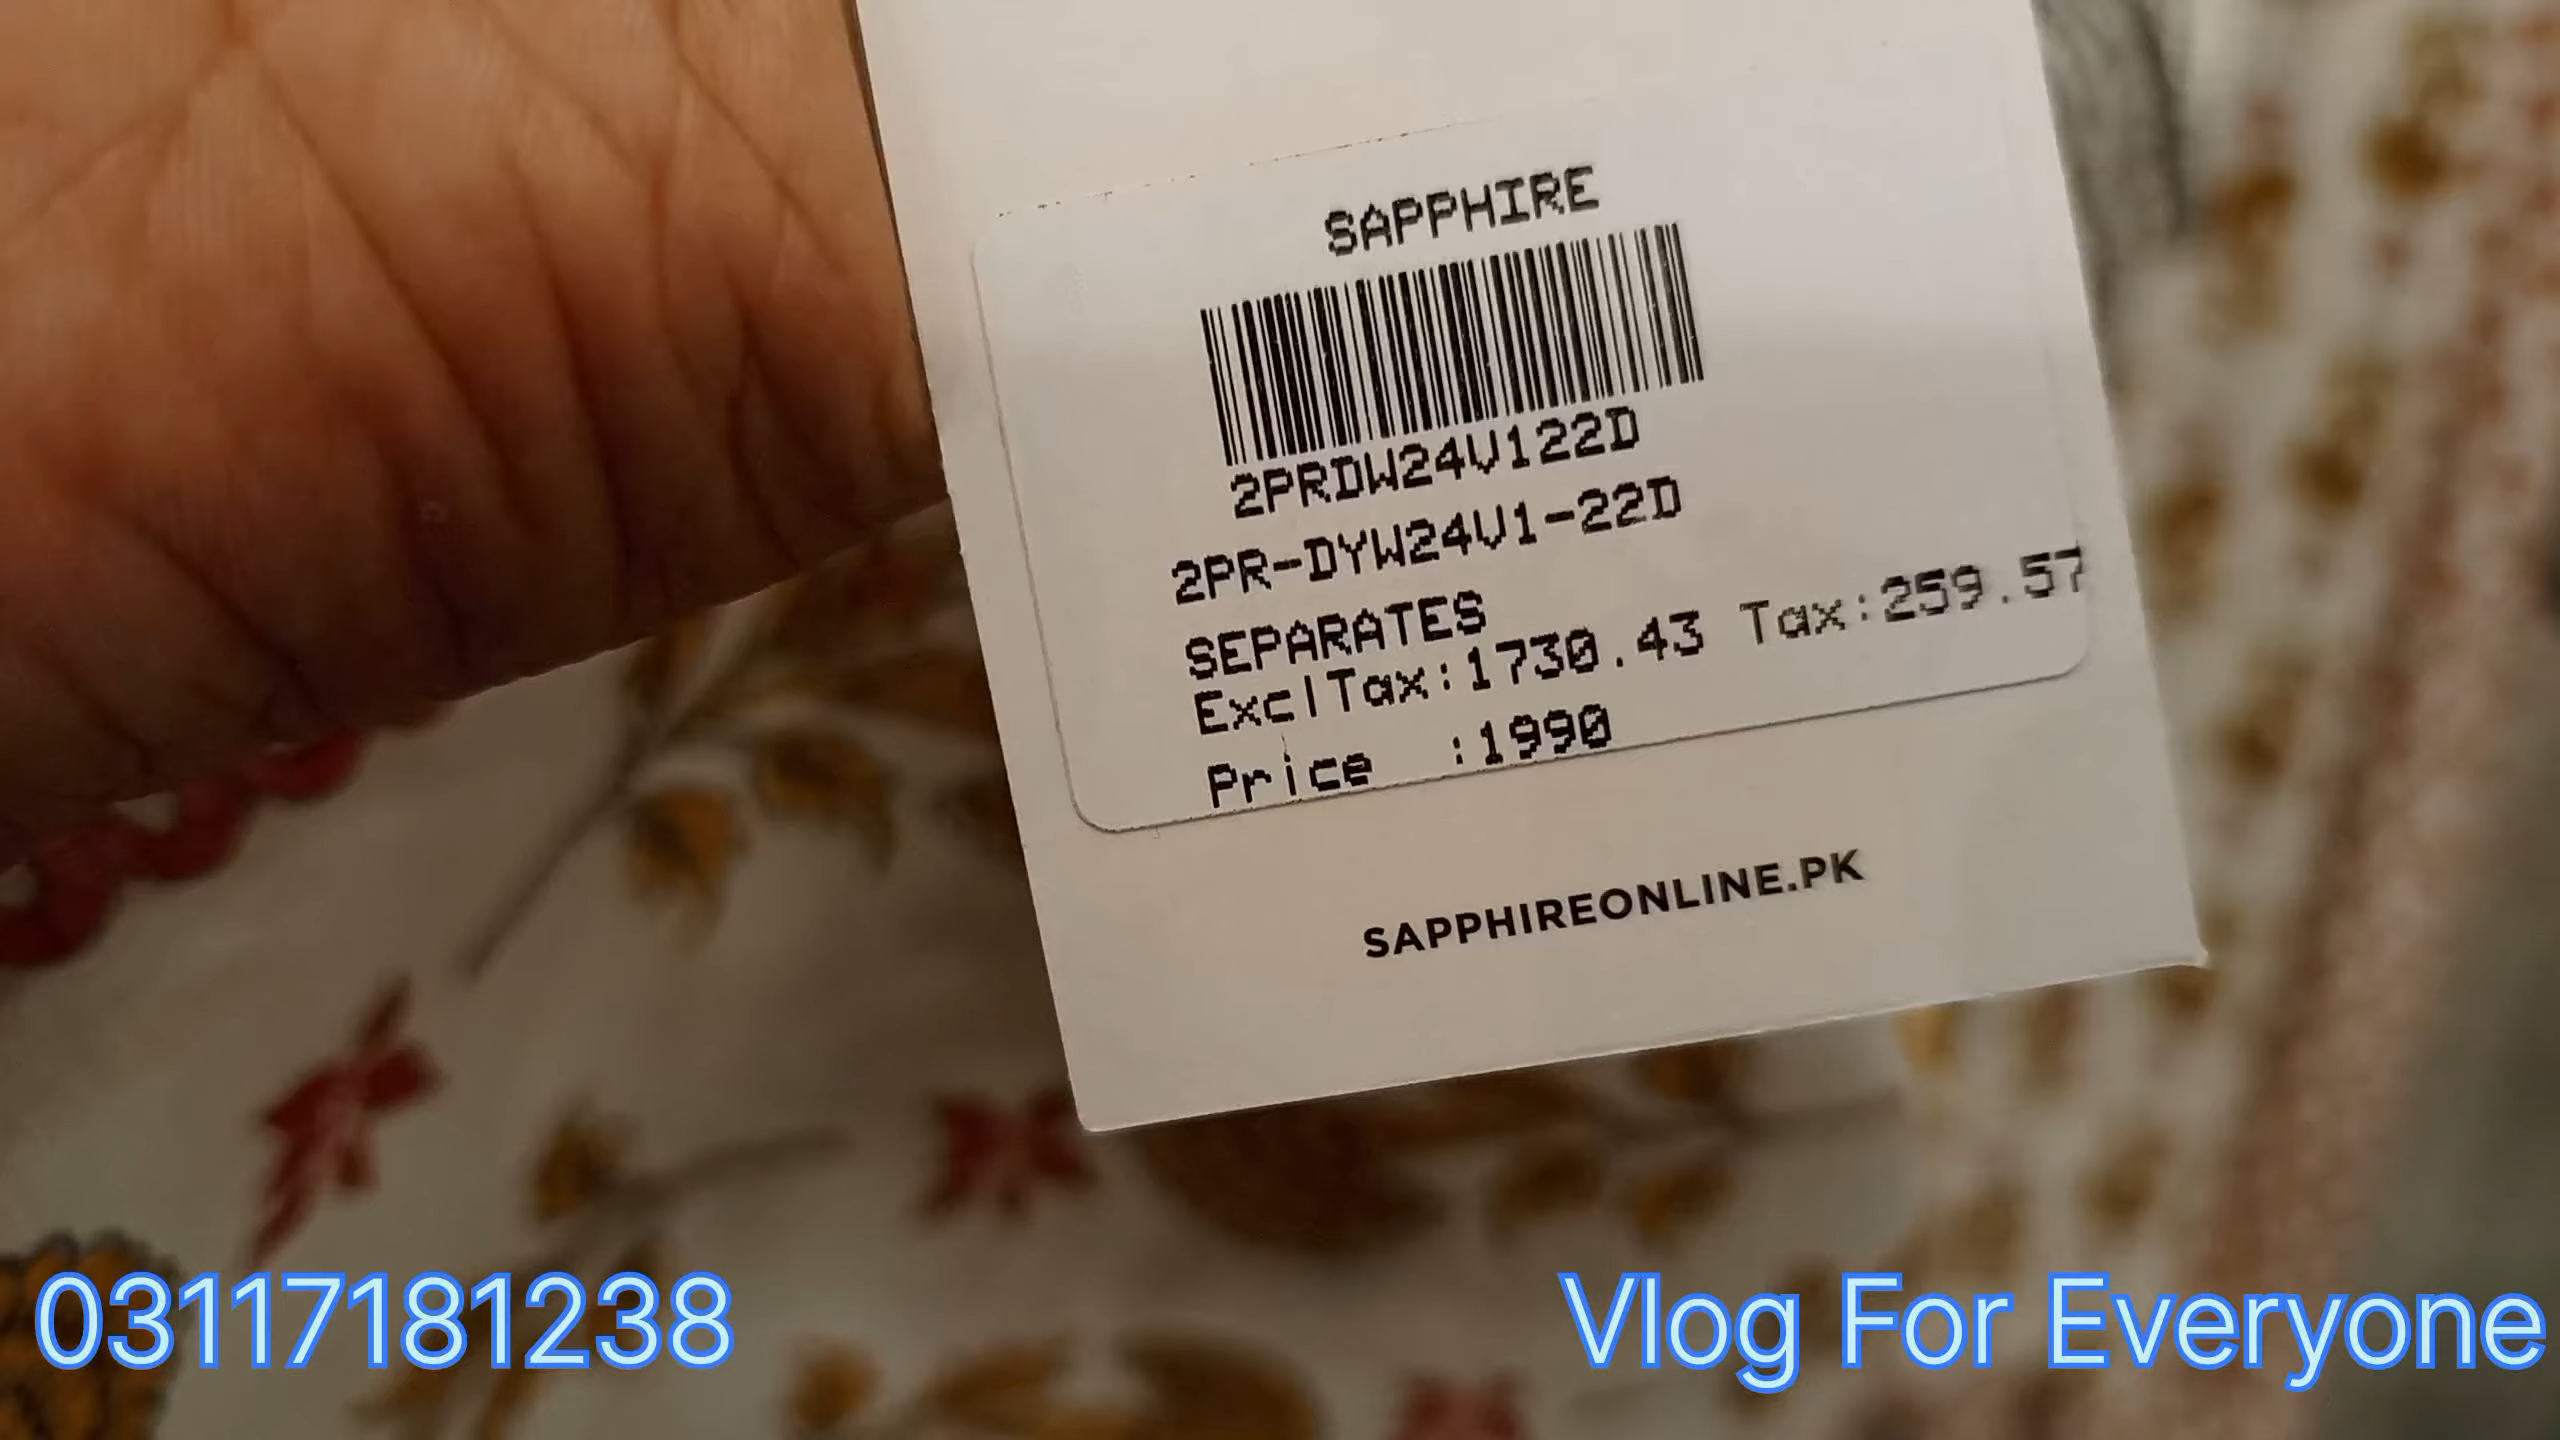 SAPPHIRE
2PRDW24V122D
2PR-DYW24V1-22D
SEPARATES
ExclTax:1730.43 Tax:259.57
Price :1990
SAPPHIREONLINE.PK
03117181238
Vlog For Everyone